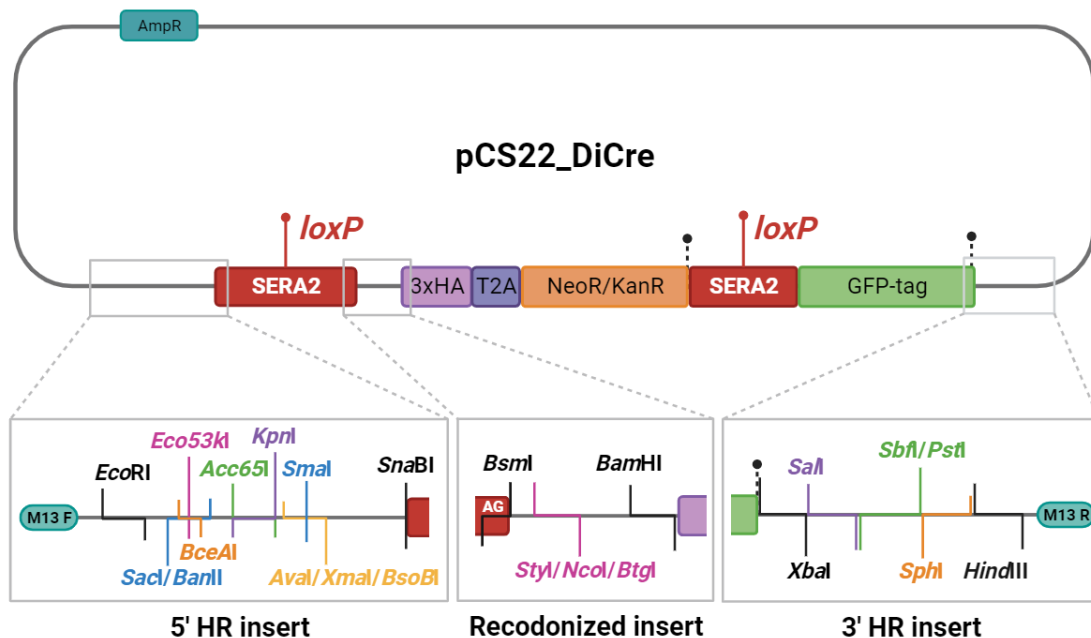 AmpR
pCS22_DiCre
loxP
loxP
SERA2
3xHA
T2A
NeoR/KanR
SERA2
GFP-tag
Eco53kI
KpnI
EcoRI
Acc65I
SmaI
SnaBI
M13 F
BceAI
SacI/BanII
AvaI/XmaI/BsoBI
5' HR insert
BsmI
BamHI
AG
StyI/NcoI/BtgI
Recodonized insert
SbfI/PstI
SalI
M13 R
XbaI
SphI
HindIII
3' HR insert